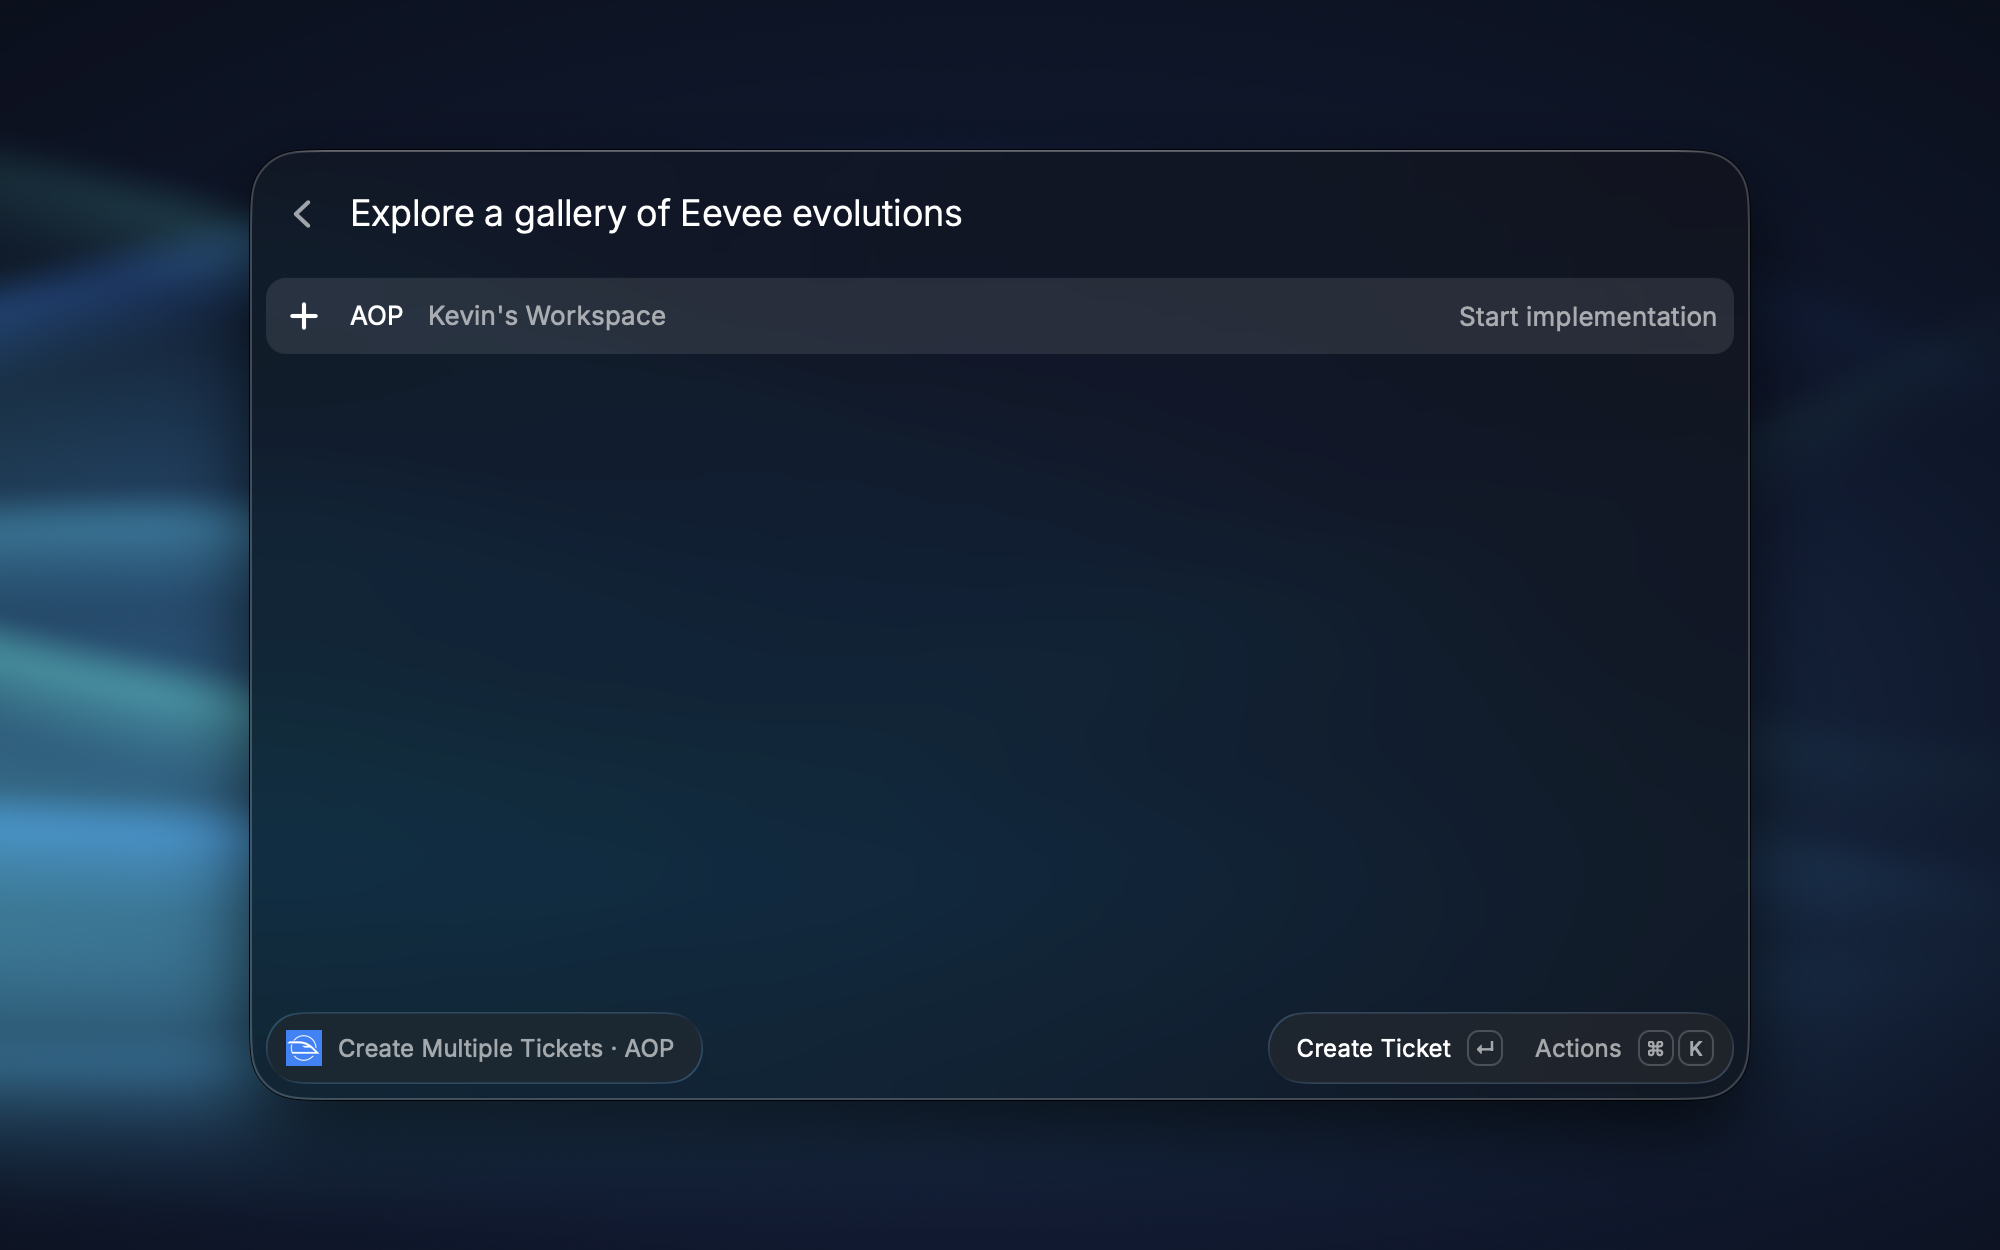 Explore a gallery of Eevee evolutions
AOP Kevin's Workspace Start implementation
Create Multiple Tickets · AOP Create Ticket ↵ Actions ⌘ K